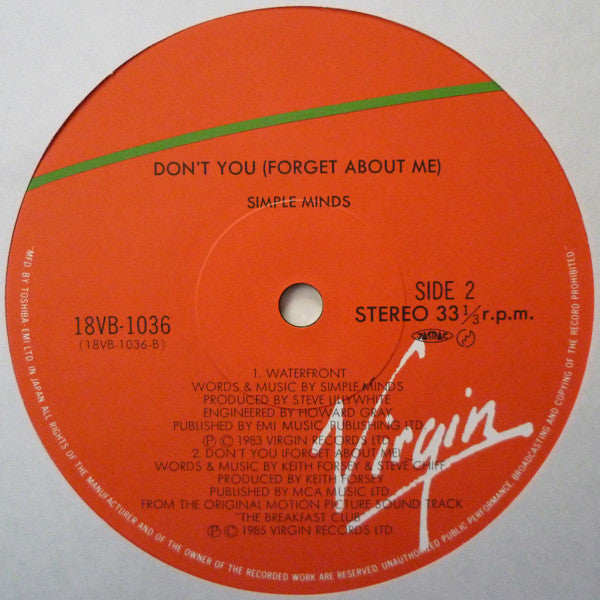 DON'T YOU (FORGET ABOUT ME)
SIMPLE MINDS
18VB-1036
(18VB-1036-B)
SIDE 2
STEREO 33 1/3 r.p.m.
JASRAC
1. WATERFRONT
WORDS & MUSIC BY SIMPLE MINDS
PRODUCED BY STEVE LILLYWHITE
ENGINEERED BY HOWARD GRAY
PUBLISHED BY EMI MUSIC PUBLISHING LTD.
Ⓟ © 1983 VIRGIN RECORDS LTD.
2. DON'T YOU (FORGET ABOUT ME)
WORDS & MUSIC BY KEITH FORSEY & STEVE CHIFF
PRODUCED BY KEITH FORSEY
PUBLISHED BY MCA MUSIC LTD.
FROM THE ORIGINAL MOTION PICTURE SOUND TRACK
"THE BREAKFAST CLUB"
Ⓟ © 1985 VIRGIN RECORDS LTD.
Virgin
"MFD. BY TOSHIBA EMI LTD. IN JAPAN ALL RIGHTS OF THE MANUFACTURER AND OF THE OWNER OF THE RECORDED WORK ARE RESERVED. UNAUTHORIZED PUBLIC PERFORMANCE, BROADCASTING AND COPYING OF THE RECORD PROHIBITED."